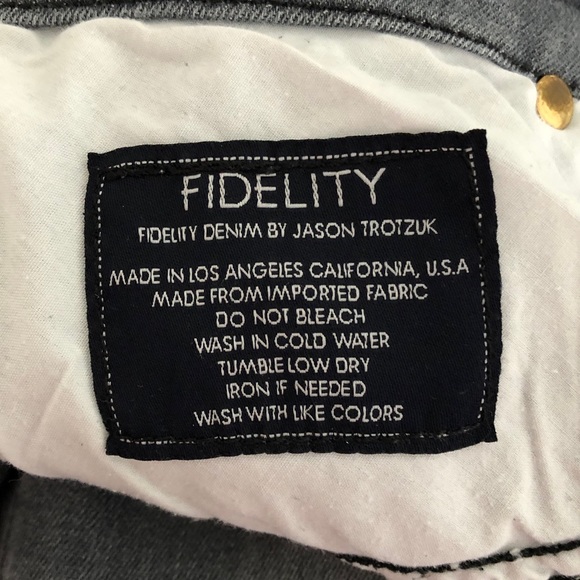 FIDELITY
FIDELITY DENIM BY JASON TROTZUK
MADE IN LOS ANGELES CALIFORNIA, U.S.A
MADE FROM IMPORTED FABRIC
DO NOT BLEACH
WASH IN COLD WATER
TUMBLE LOW DRY
IRON IF NEEDED
WASH WITH LIKE COLORS